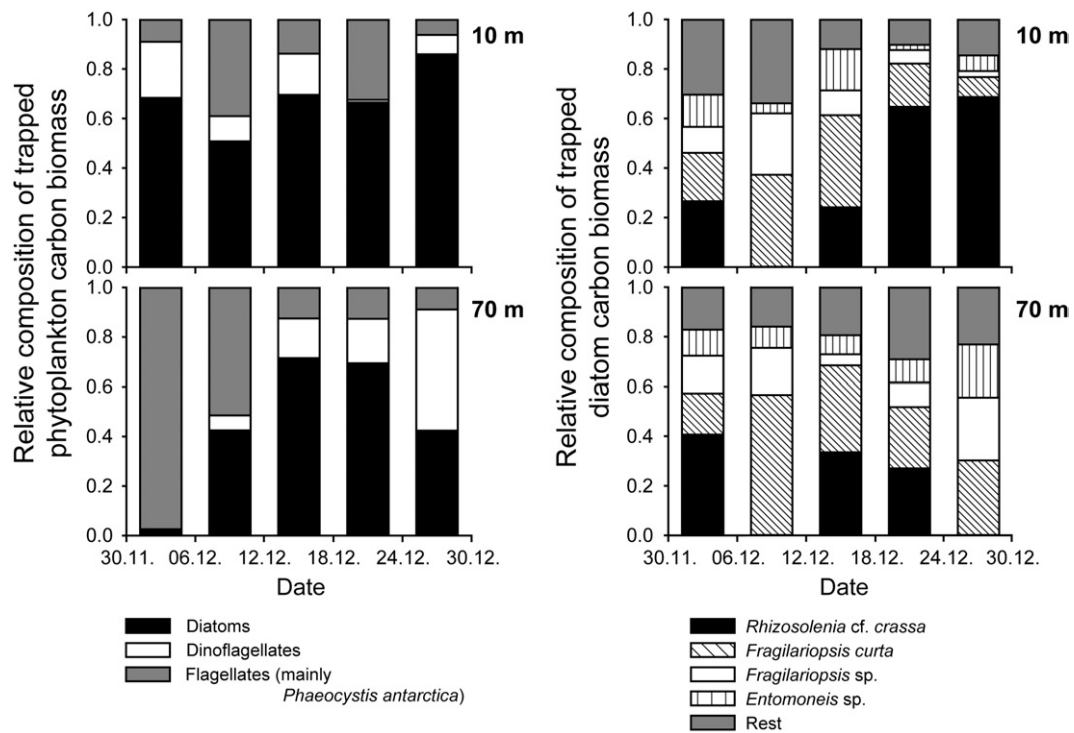 Relative composition of trapped
phytoplankton carbon biomass
1.0
0.8
0.6
0.4
0.2
0.0
10 m
1.0
0.8
0.6
0.4
0.2
0.0
70 m
30.11. 06.12. 12.12. 18.12. 24.12. 30.12.
Date
Diatoms
Dinoflagellates
Flagellates (mainly
Phaeocystis antarctica)
Relative composition of trapped
diatom carbon biomass
1.0
0.8
0.6
0.4
0.2
0.0
10 m
1.0
0.8
0.6
0.4
0.2
0.0
70 m
30.11. 06.12. 12.12. 18.12. 24.12. 30.12.
Date
Rhizosolenia cf. crassa
Fragilariopsis curta
Fragilariopsis sp.
Entomoneis sp.
Rest